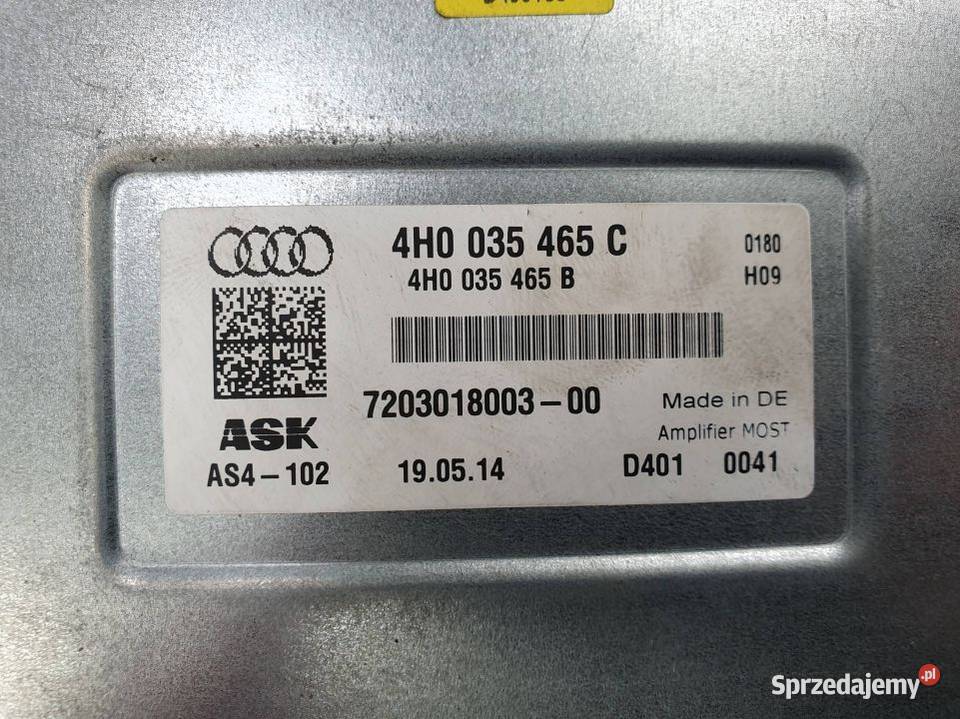 4H0 035 465 C 0180
4H0 035 465 B H09
7203018003-00 Made in DE
ASK Amplifier MOST
AS4-102 19.05.14 D401 0041
Sprzedajemy.pl